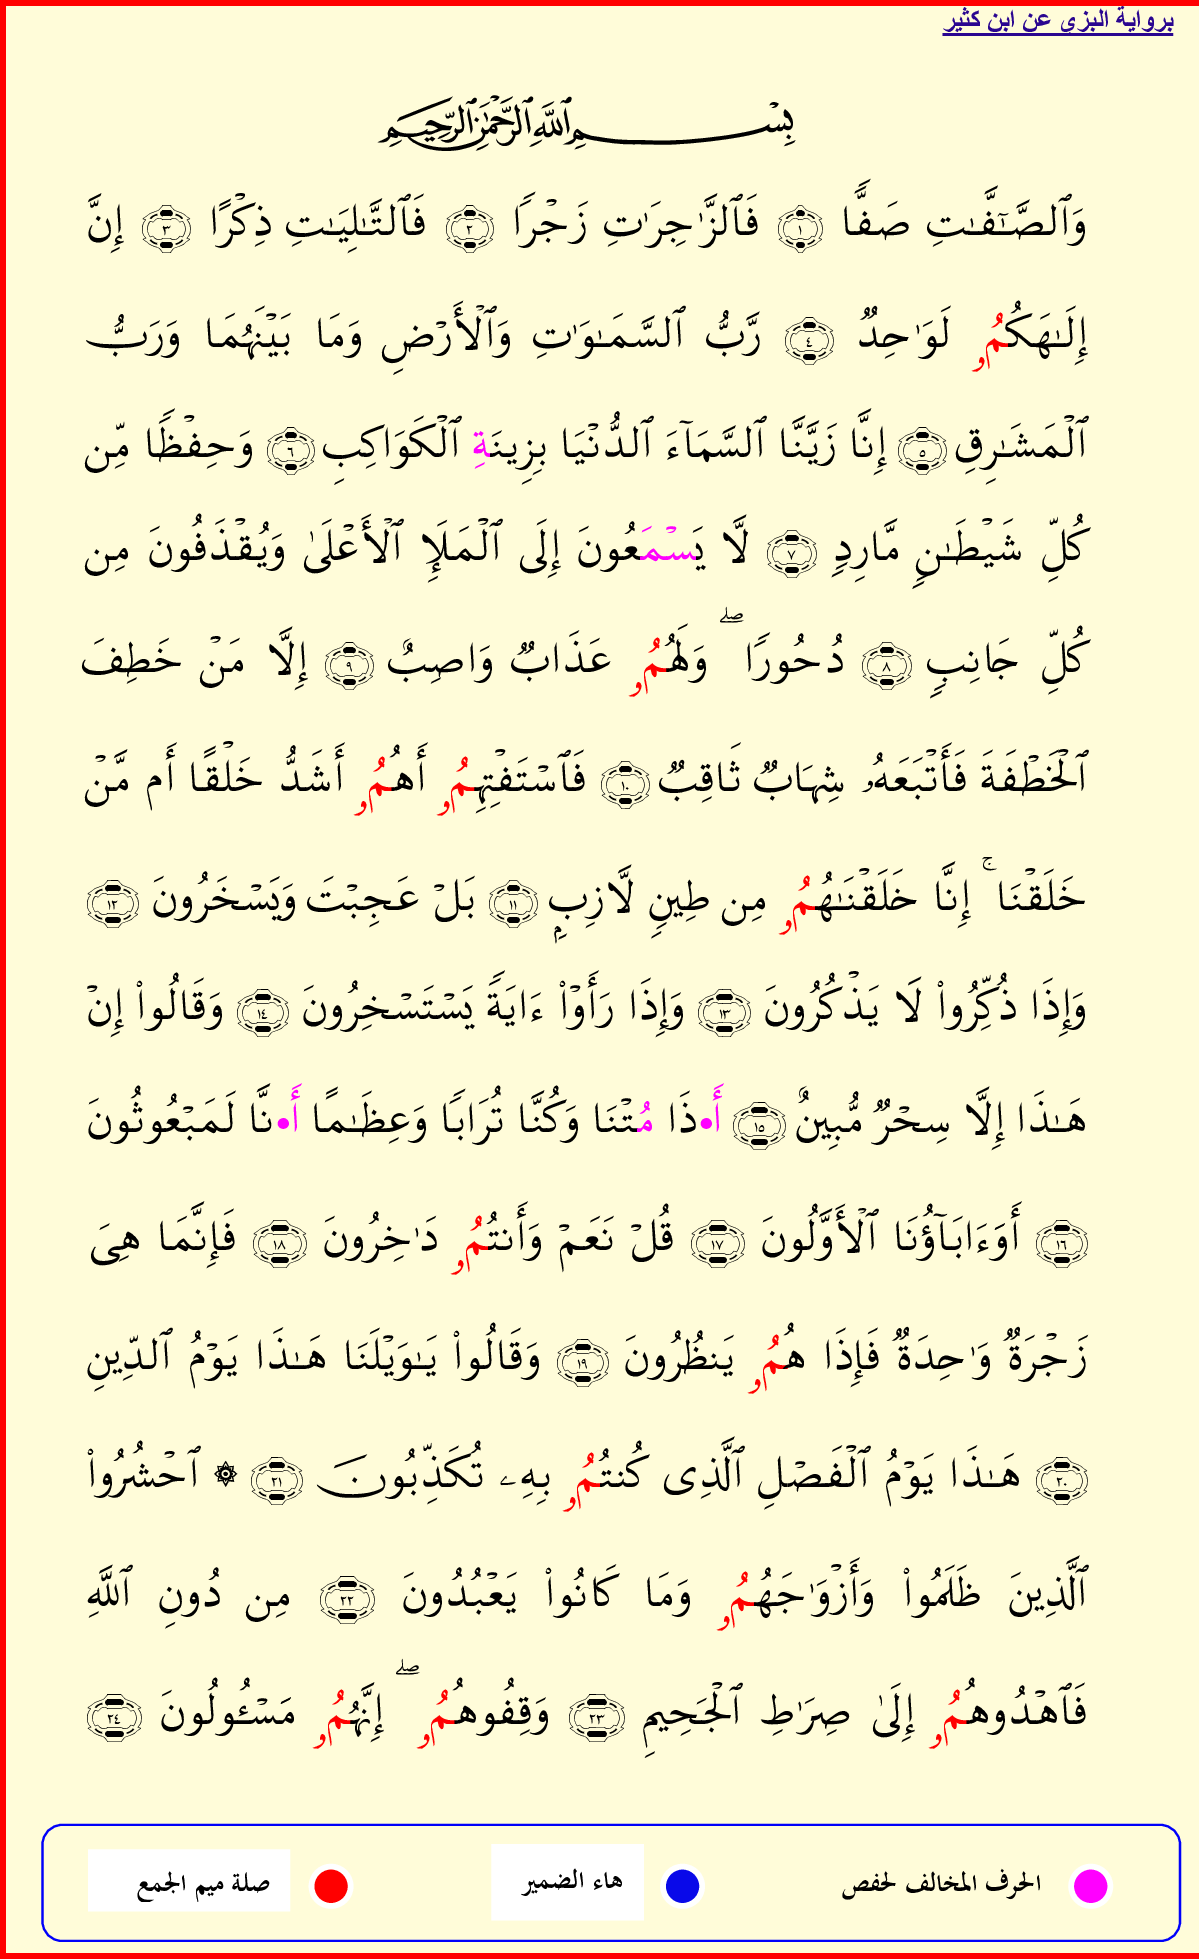 برواية البزى عن ابن كثير
بِسْمِ ٱللَّهِ ٱلرَّحْمَٰنِ ٱلرَّحِيمِ
وَٱلصَّٰٓفَّٰتِ صَفًّا ١ فَٱلزَّٰجِرَٰتِ زَجْرًا ٢ فَٱلتَّٰلِيَٰتِ ذِكْرًا ٣ إِنَّ
إِلَٰهَكُمُۥ لَوَٰحِدٌ ٤ رَّبُّ ٱلسَّمَٰوَٰتِ وَٱلْأَرْضِ وَمَا بَيْنَهُمَا وَرَبُّ
ٱلْمَشَٰرِقِ ٥ إِنَّا زَيَّنَّا ٱلسَّمَآءَ ٱلدُّنْيَا بِزِينَةِ ٱلْكَوَاكِبِ ٦ وَحِفْظًا مِّن
كُلِّ شَيْطَٰنٍ مَّارِدٍ ٧ لَّا يَسْمَعُونَ إِلَى ٱلْمَلَإِ ٱلْأَعْلَىٰ وَيُقْذَفُونَ مِن
كُلِّ جَانِبٍ ٨ دُحُورًا ۖ وَلَهُمُۥ عَذَابٌ وَاصِبٌ ٩ إِلَّا مَنْ خَطِفَ
ٱلْخَطْفَةَ فَأَتْبَعَهُۥ شِهَابٌ ثَاقِبٌ ١٠ فَٱسْتَفْتِهِمُۥ أَهُمُۥ أَشَدُّ خَلْقًا أَم مَّنْ
خَلَقْنَا ۚ إِنَّا خَلَقْنَٰهُمُۥ مِن طِينٍ لَّازِبٍۭ ١١ بَلْ عَجِبْتَ وَيَسْخَرُونَ ١٢
وَإِذَا ذُكِّرُوا۟ لَا يَذْكُرُونَ ١٣ وَإِذَا رَأَوْا۟ ءَايَةً يَسْتَسْخِرُونَ ١٤ وَقَالُوا۟ إِنْ
هَٰذَا إِلَّا سِحْرٌ مُّبِينٌ ١٥ أَ•ذَا مُتْنَا وَكُنَّا تُرَابًا وَعِظَٰمًا أَ•نَّا لَمَبْعُوثُونَ
١٦ أَوَءَابَآؤُنَا ٱلْأَوَّلُونَ ١٧ قُلْ نَعَمْ وَأَنتُمُۥ دَٰخِرُونَ ١٨ فَإِنَّمَا هِىَ
زَجْرَةٌ وَٰحِدَةٌ فَإِذَا هُمُۥ يَنظُرُونَ ١٩ وَقَالُوا۟ يَٰوَيْلَنَا هَٰذَا يَوْمُ ٱلدِّينِ
٢٠ هَٰذَا يَوْمُ ٱلْفَصْلِ ٱلَّذِى كُنتُمُۥ بِهِۦ تُكَذِّبُونَ ٢١ ۞ ٱحْشُرُوا۟
ٱلَّذِينَ ظَلَمُوا۟ وَأَزْوَٰجَهُمُۥ وَمَا كَانُوا۟ يَعْبُدُونَ ٢٢ مِن دُونِ ٱللَّهِ
فَٱهْدُوهُمُۥ إِلَىٰ صِرَٰطِ ٱلْجَحِيمِ ٢٣ وَقِفُوهُمُۥ ۖ إِنَّهُمُۥ مَسْـُٔولُونَ ٢٤
الحرف المخالف لحفص هاء الضمير صلة ميم الجمع